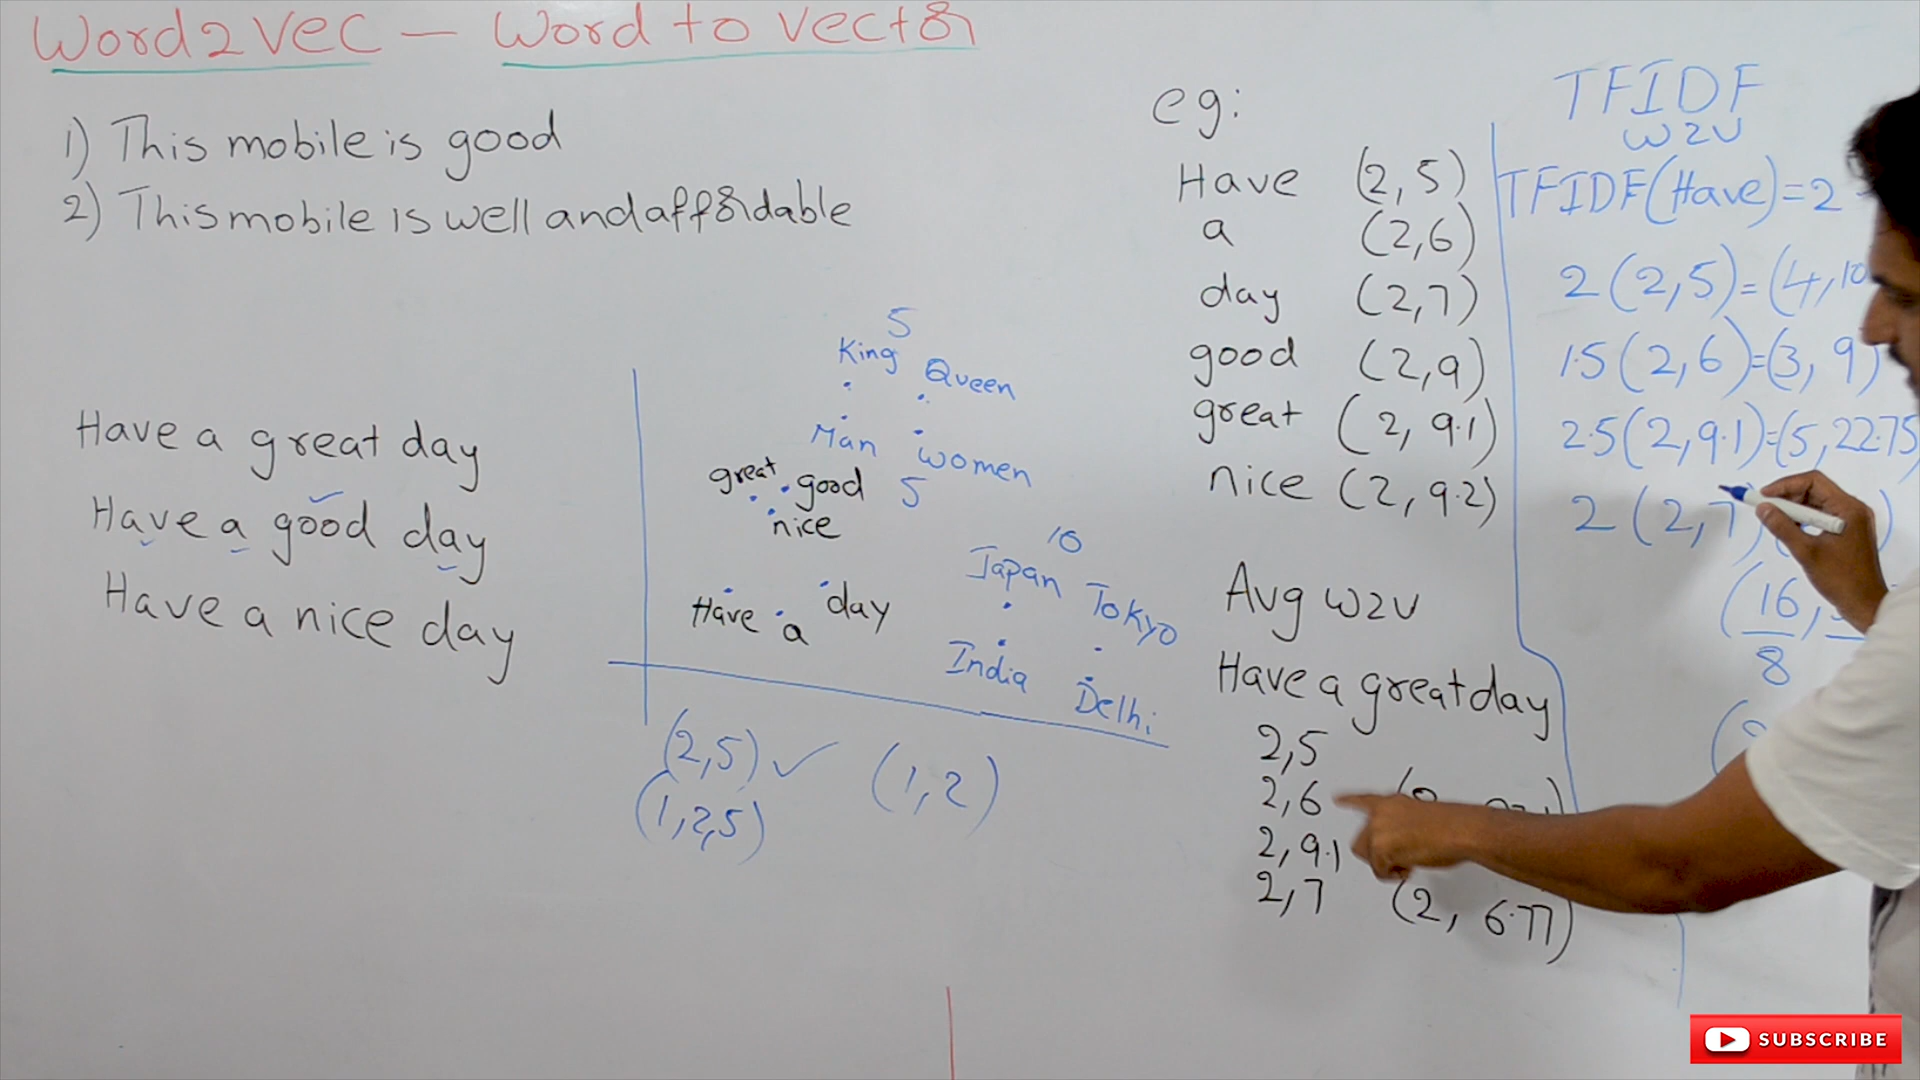 Word2Vec – Word to Vector
1) This mobile is good
2) This mobile is well and affordable
Have a great day
Have a good day
Have a nice day
5
King Queen
Man women
great good 5
nice
Have a day
10
Japan Tokyo
India Delhi
(2,5) ✓ (1,2)
(1,2,5)
eg:
Have (2,5)
a (2,6)
day (2,7)
good (2,9)
great (2, 9.1)
nice (2, 9.2)
Avg W2V
Have a great day
2,5
2,6
2,9.1
2,7 (2, 6.77)
TFIDF
W2V
TFIDF(Have)=2
2(2,5)=(4,10
1.5(2,6)=(3,9)
2.5(2,9.1)=(5,22.75
2(2,7)
(16,
8
SUBSCRIBE